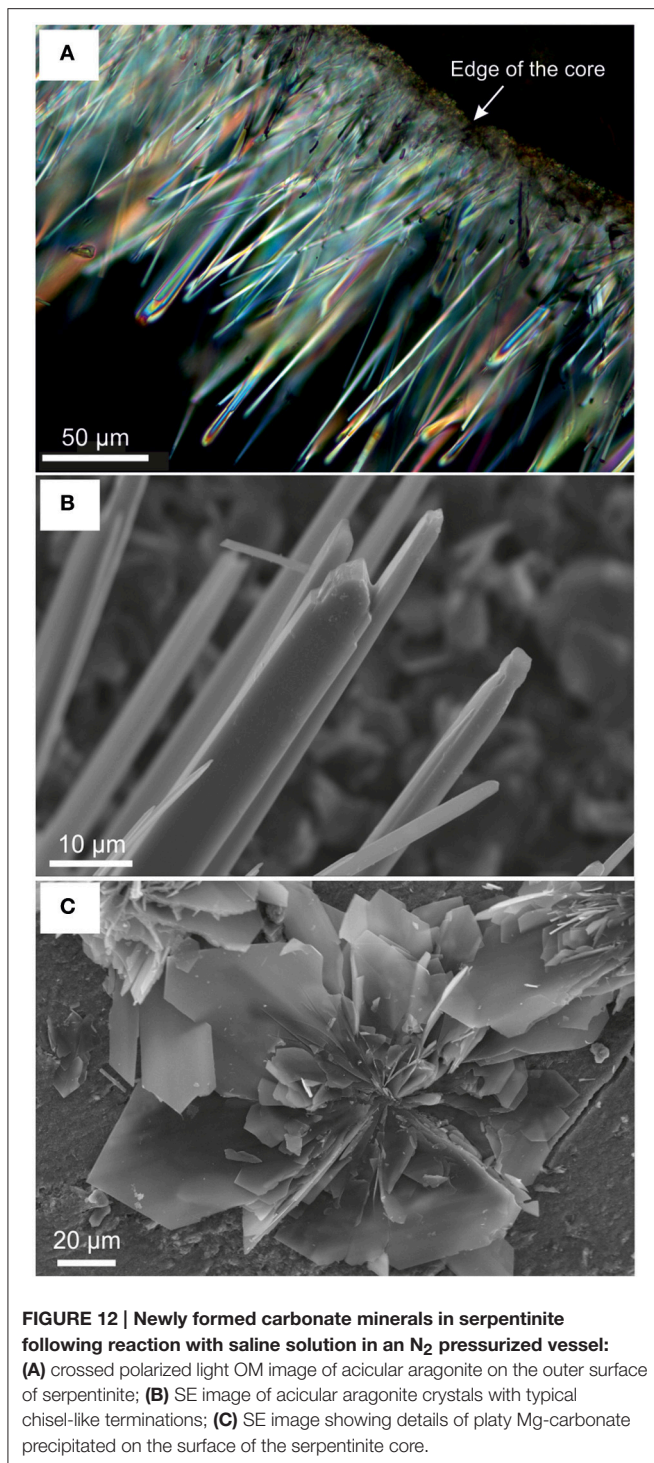 A
Edge of the core
50 µm
B
10 µm
C
20 µm
FIGURE 12 | Newly formed carbonate minerals in serpentinite
following reaction with saline solution in an N₂ pressurized vessel:
(A) crossed polarized light OM image of acicular aragonite on the outer surface
of serpentinite; (B) SE image of acicular aragonite crystals with typical
chisel-like terminations; (C) SE image showing details of platy Mg-carbonate
precipitated on the surface of the serpentinite core.